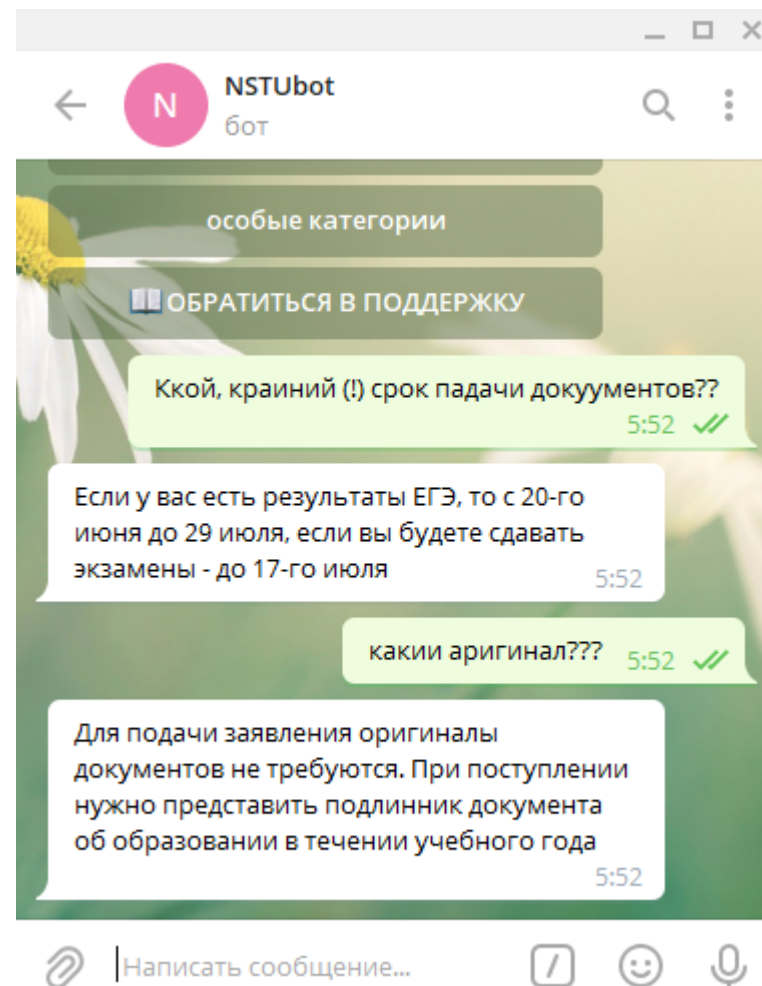 NSTUbot
N
бот
особые категории
ОБРАТИТЬСЯ В ПОДДЕРЖКУ
Ккой, краиний (!) срок падачи докуументов??
5:52
Если у вас есть результаты ЕГЭ, то с 20-го
июня до 29 июля, если вы будете сдавать
экзамены - до 17-го июля
5:52
какии аригинал???
5:52
Для подачи заявления оригиналы
документов не требуются. При поступлении
нужно представить подлинник документа
об образовании в течении учебного года
5:52
Написать сообщение...